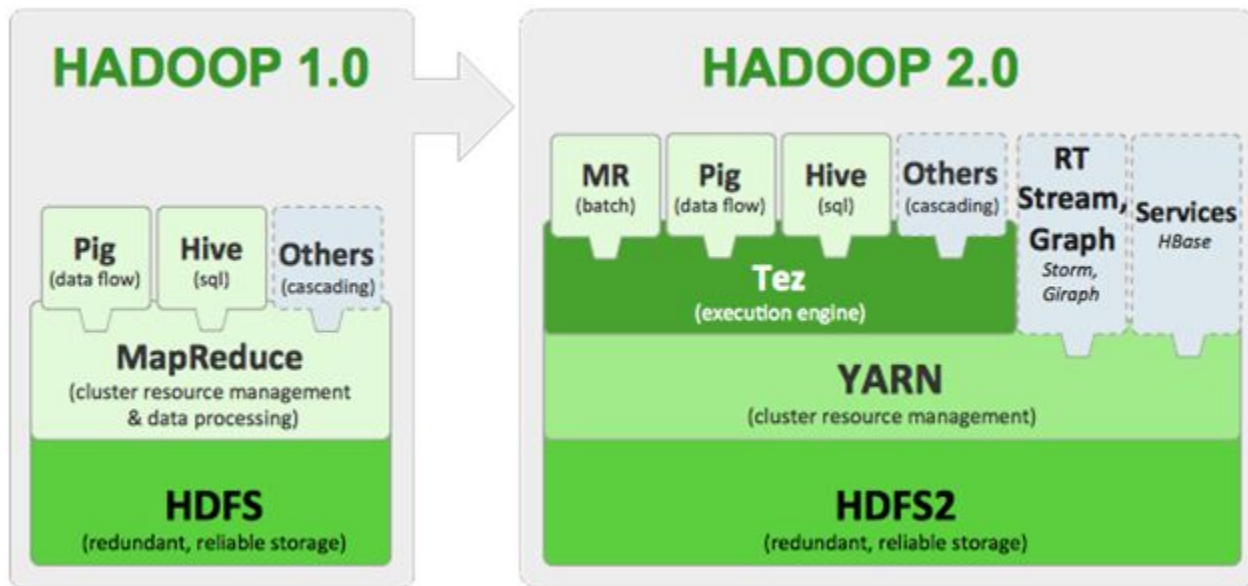 HADOOP 1.0
Pig
(data flow)
Hive
(sql)
Others
(cascading)
MapReduce
(cluster resource management
& data processing)
HDFS
(redundant, reliable storage)
HADOOP 2.0
MR
(batch)
Pig
(data flow)
Hive
(sql)
Others
(cascading)
RT
Stream,
Graph
Storm,
Giraph
Services
HBase
Tez
(execution engine)
YARN
(cluster resource management)
HDFS2
(redundant, reliable storage)